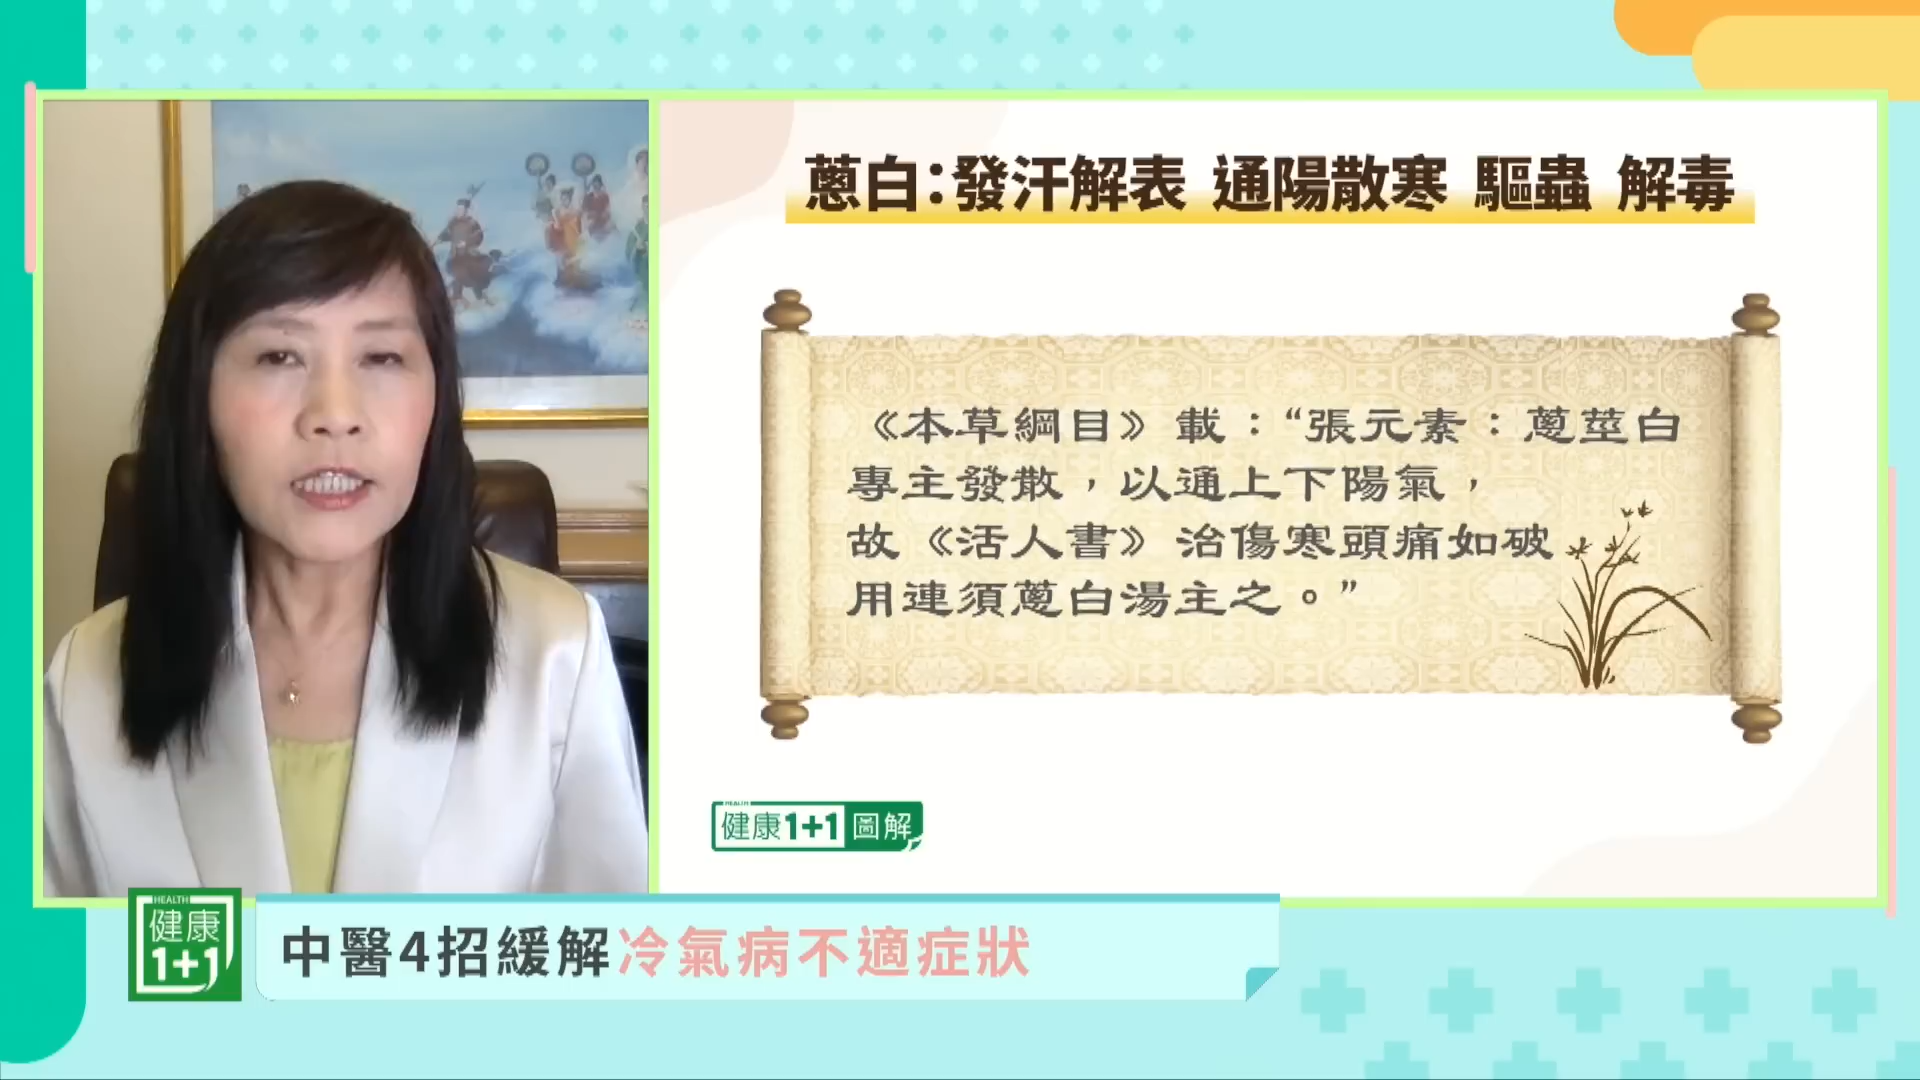 蔥白:發汗解表 通陽散寒 驅蟲 解毒
《本草綱目》載：“張元素：蔥莖白
專主發散，以通上下陽氣，
故《活人書》治傷寒頭痛如破
用連須蔥白湯主之。”
HEALTH
健康1+1圖解
HEALTH
健康
1+1
中醫4招緩解冷氣病不適症狀